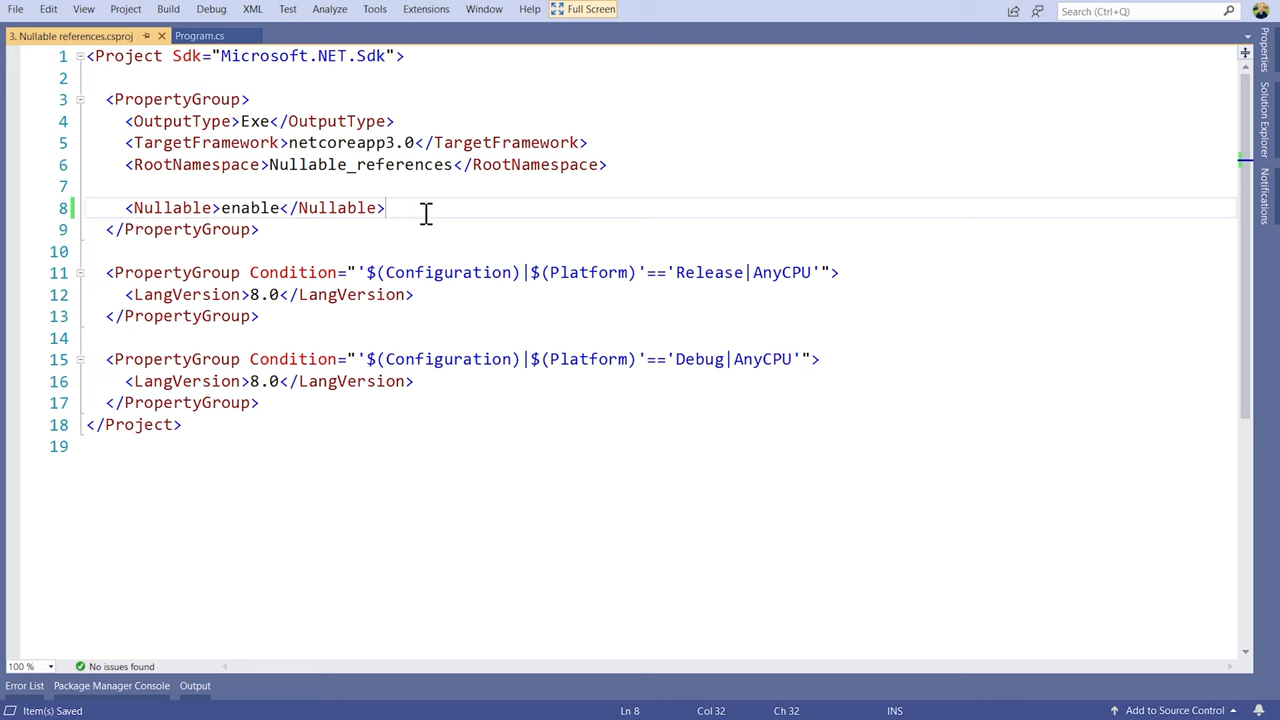 File Edit View Project Build Debug XML Test Analyze Tools Extensions Window Help Full Screen Search (Ctrl+Q)
3. Nullable references.csproj Program.cs
1 <Project Sdk="Microsoft.NET.Sdk">
2
3 <PropertyGroup>
4 <OutputType>Exe</OutputType>
5 <TargetFramework>netcoreapp3.0</TargetFramework>
6 <RootNamespace>Nullable_references</RootNamespace>
7
8 <Nullable>enable</Nullable>
9 </PropertyGroup>
10
11 <PropertyGroup Condition="'$(Configuration)|$(Platform)'=='Release|AnyCPU'">
12 <LangVersion>8.0</LangVersion>
13 </PropertyGroup>
14
15 <PropertyGroup Condition="'$(Configuration)|$(Platform)'=='Debug|AnyCPU'">
16 <LangVersion>8.0</LangVersion>
17 </PropertyGroup>
18 </Project>
19
Properties
Solution Explorer
Notifications
100 % No issues found
Error List Package Manager Console Output
Item(s) Saved Ln 8 Col 32 Ch 32 INS Add to Source Control